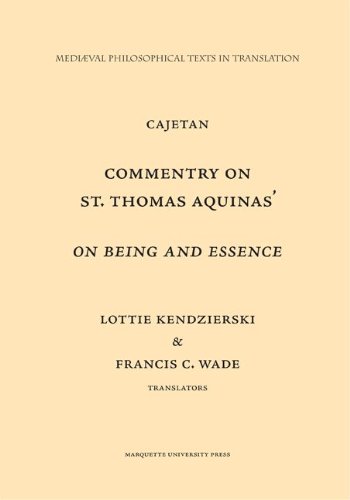 MEDIÆVAL PHILOSOPHICAL TEXTS IN TRANSLATION
CAJETAN
COMMENTRY ON
ST. THOMAS AQUINAS'
ON BEING AND ESSENCE
LOTTIE KENDZIERSKI
&
FRANCIS C. WADE
TRANSLATORS
MARQUETTE UNIVERSITY PRESS